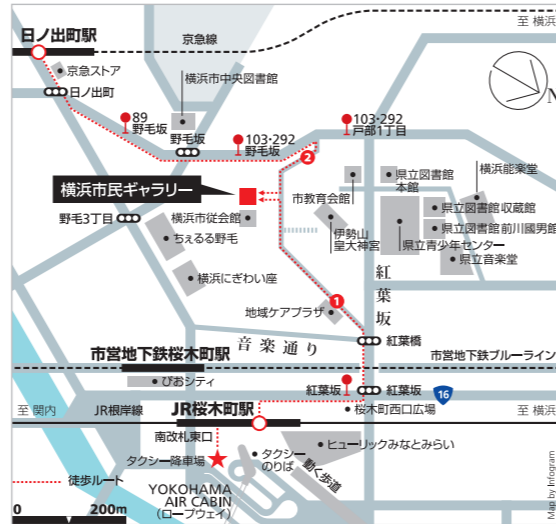 至 横浜
日ノ出町駅
京急線
京急ストア
横浜市中央図書館
N
日ノ出町
89
野毛坂
野毛坂
103・292
野毛坂
103・292
戸部1丁目
2
横浜市民ギャラリー
市教育会館
県立図書館
本館
横浜能楽堂
県立図書館収蔵館
県立図書館前川國男館
野毛3丁目
横浜市従会館
伊勢山
皇大神宮
県立青少年センター
県立音楽堂
ちぇるる野毛
紅葉坂
横浜にぎわい座
1
地域ケアプラザ
音楽通り
紅葉橋
市営地下鉄桜木町駅
市営地下鉄ブルーライン
ぴおシティ
紅葉坂
紅葉坂
16
至 関内
JR根岸線
JR桜木町駅
桜木町西口広場
至 横浜
南改札東口
ヒューリックみなとみらい
タクシー降車場
タクシー
のりば
動く歩道
徒歩ルート
YOKOHAMA
AIR CABIN
(ロープウェイ)
0
200m
Map by Infogram